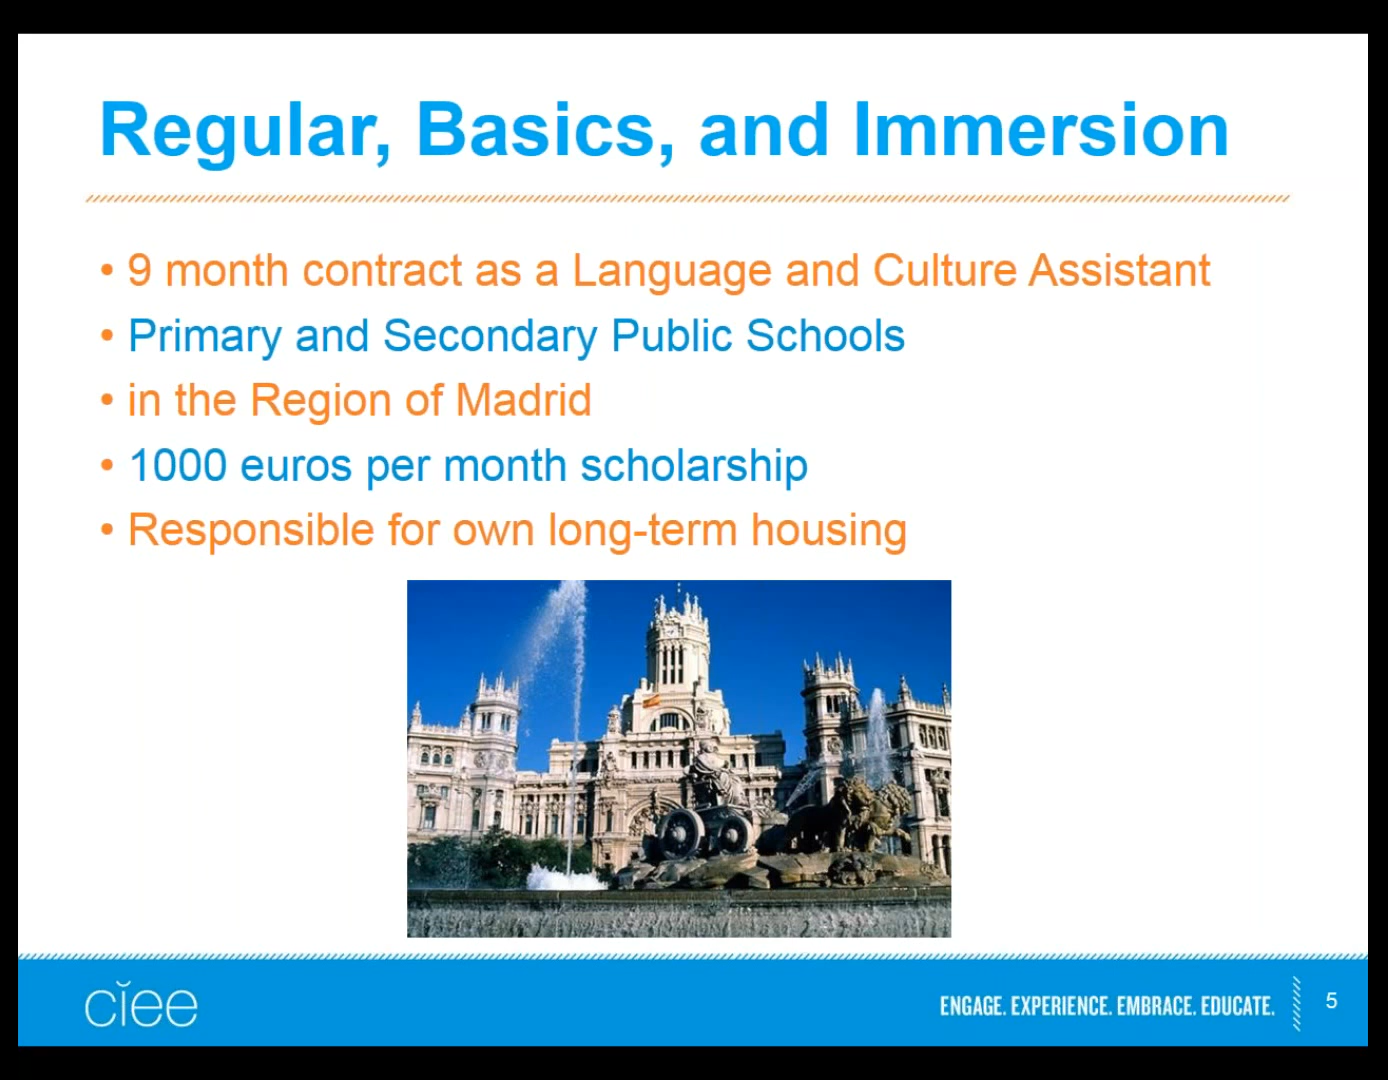 Regular, Basics, and Immersion
• 9 month contract as a Language and Culture Assistant
• Primary and Secondary Public Schools
• in the Region of Madrid
• 1000 euros per month scholarship
• Responsible for own long-term housing
ciee
ENGAGE. EXPERIENCE. EMBRACE. EDUCATE.
5